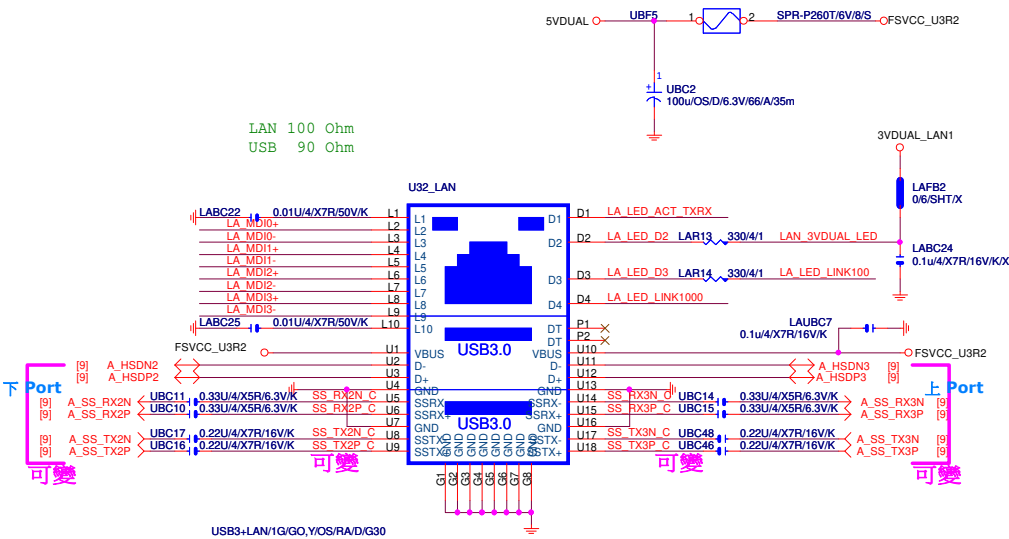 5VDUAL UBF5 1 2 SPR-P260T/6V/8/S FSVCC_U3R2
1
+
UBC2
100u/OS/D/6.3V/66/A/35m
LAN 100 Ohm
USB 90 Ohm
3VDUAL_LAN1
LAFB2
0/6/SHT/X
U32_LAN
LABC22 0.01U/4/X7R/50V/K L1 L1 D1 D1 LA_LED_ACT_TXRX
LA_MDI0+ L2 L2
LA_MDI0- L3 L3 D2 D2 LA_LED_D2 LAR13 330/4/1 LAN_3VDUAL_LED
LA_MDI1+ L4 L4
LABC24
0.1u/4/X7R/16V/K/X
LA_MDI1- L5 L5
LA_MDI2+ L6 L6 D3 D3 LA_LED_D3 LAR14 330/4/1 LA_LED_LINK100
LA_MDI2- L7 L7
LA_MDI3+ L8 L8 D4 D4 LA_LED_LINK1000
LA_MDI3- L9 L9
LABC25 0.01U/4/X7R/50V/K L10 L10 DT P1
DT P2
LAUBC7
0.1u/4/X7R/16V/K
USB3.0
FSVCC_U3R2 U1 VBUS VBUS U10 FSVCC_U3R2
[9] A_HSDN2 U2 D- D- U11 A_HSDN3 [9]
[9] A_HSDP2 U3 D+ D+ U12 A_HSDP3 [9]
下 Port 上 Port
U4 GND GND U13
[9] A_SS_RX2N UBC11 0.33U/4/X5R/6.3V/K SS_RX2N_C U5 SSRX- SSRX- U14 SS_RX3N_C UBC14 0.33U/4/X5R/6.3V/K A_SS_RX3N [9]
[9] A_SS_RX2P UBC10 0.33U/4/X5R/6.3V/K SS_RX2P_C U6 SSRX+ SSRX+ U15 SS_RX3P_C UBC15 0.33U/4/X5R/6.3V/K A_SS_RX3P [9]
USB3.0
U7 GND GND U16
[9] A_SS_TX2N UBC17 0.22U/4/X7R/16V/K SS_TX2N_C U8 SSTX- SSTX- U17 SS_TX3N_C UBC48 0.22U/4/X7R/16V/K A_SS_TX3N [9]
[9] A_SS_TX2P UBC16 0.22U/4/X7R/16V/K SS_TX2P_C U9 SSTX+ SSTX+ U18 SS_TX3P_C UBC46 0.22U/4/X7R/16V/K A_SS_TX3P [9]
GND GND GND GND GND GND GND GND
可變 可變 可變 可變
G1 G2 G3 G4 G5 G6 G7 G8
USB3+LAN/1G/GO,Y/OS/RA/D/G30